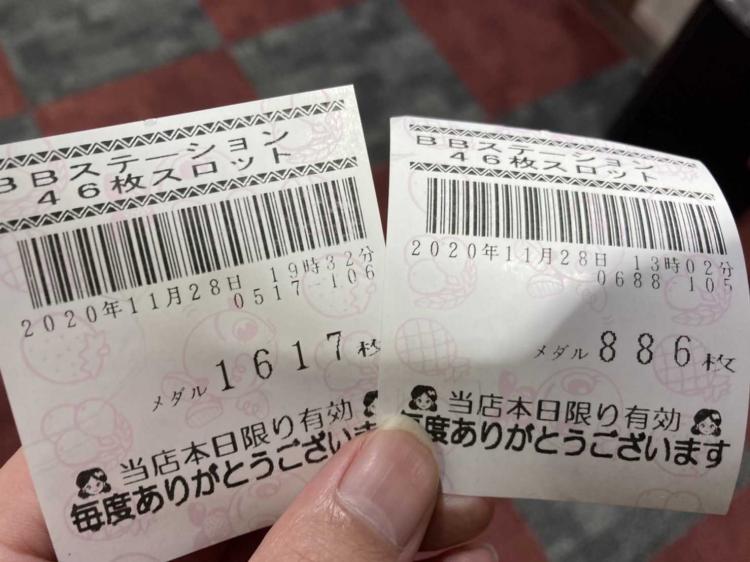 BBステーション
46枚スロット
2020年11月28日 19時32分
0517-106
メダル 1617枚
当店本日限り有効
毎度ありがとうございま
BBステーション
46枚スロット
2020年11月28日 13時02分
0688-105
メダル 886枚
当店本日限り有効
毎度ありがとうございます